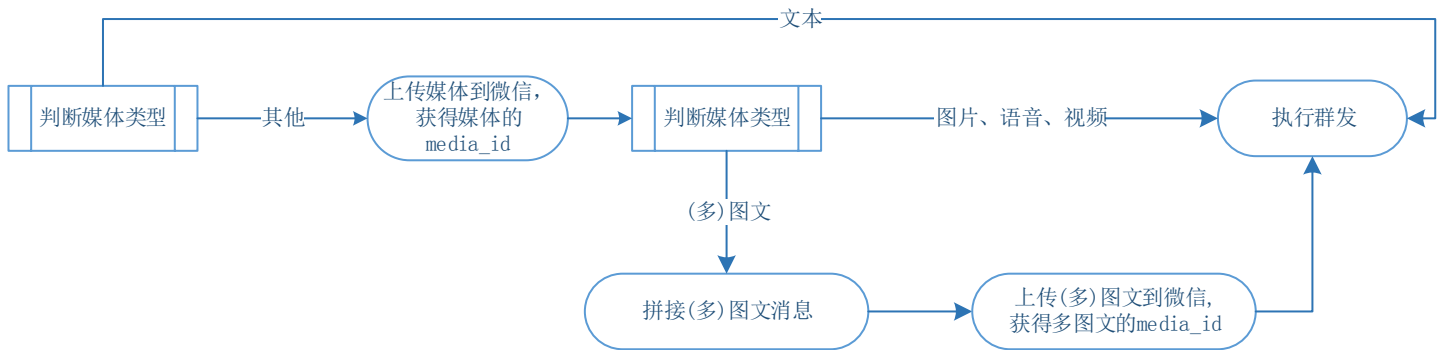 文本
判断媒体类型
其他
上传媒体到微信，
获得媒体的
media_id
判断媒体类型
图片、语音、视频
执行群发
(多)图文
拼接(多)图文消息
上传(多)图文到微信,
获得多图文的media_id